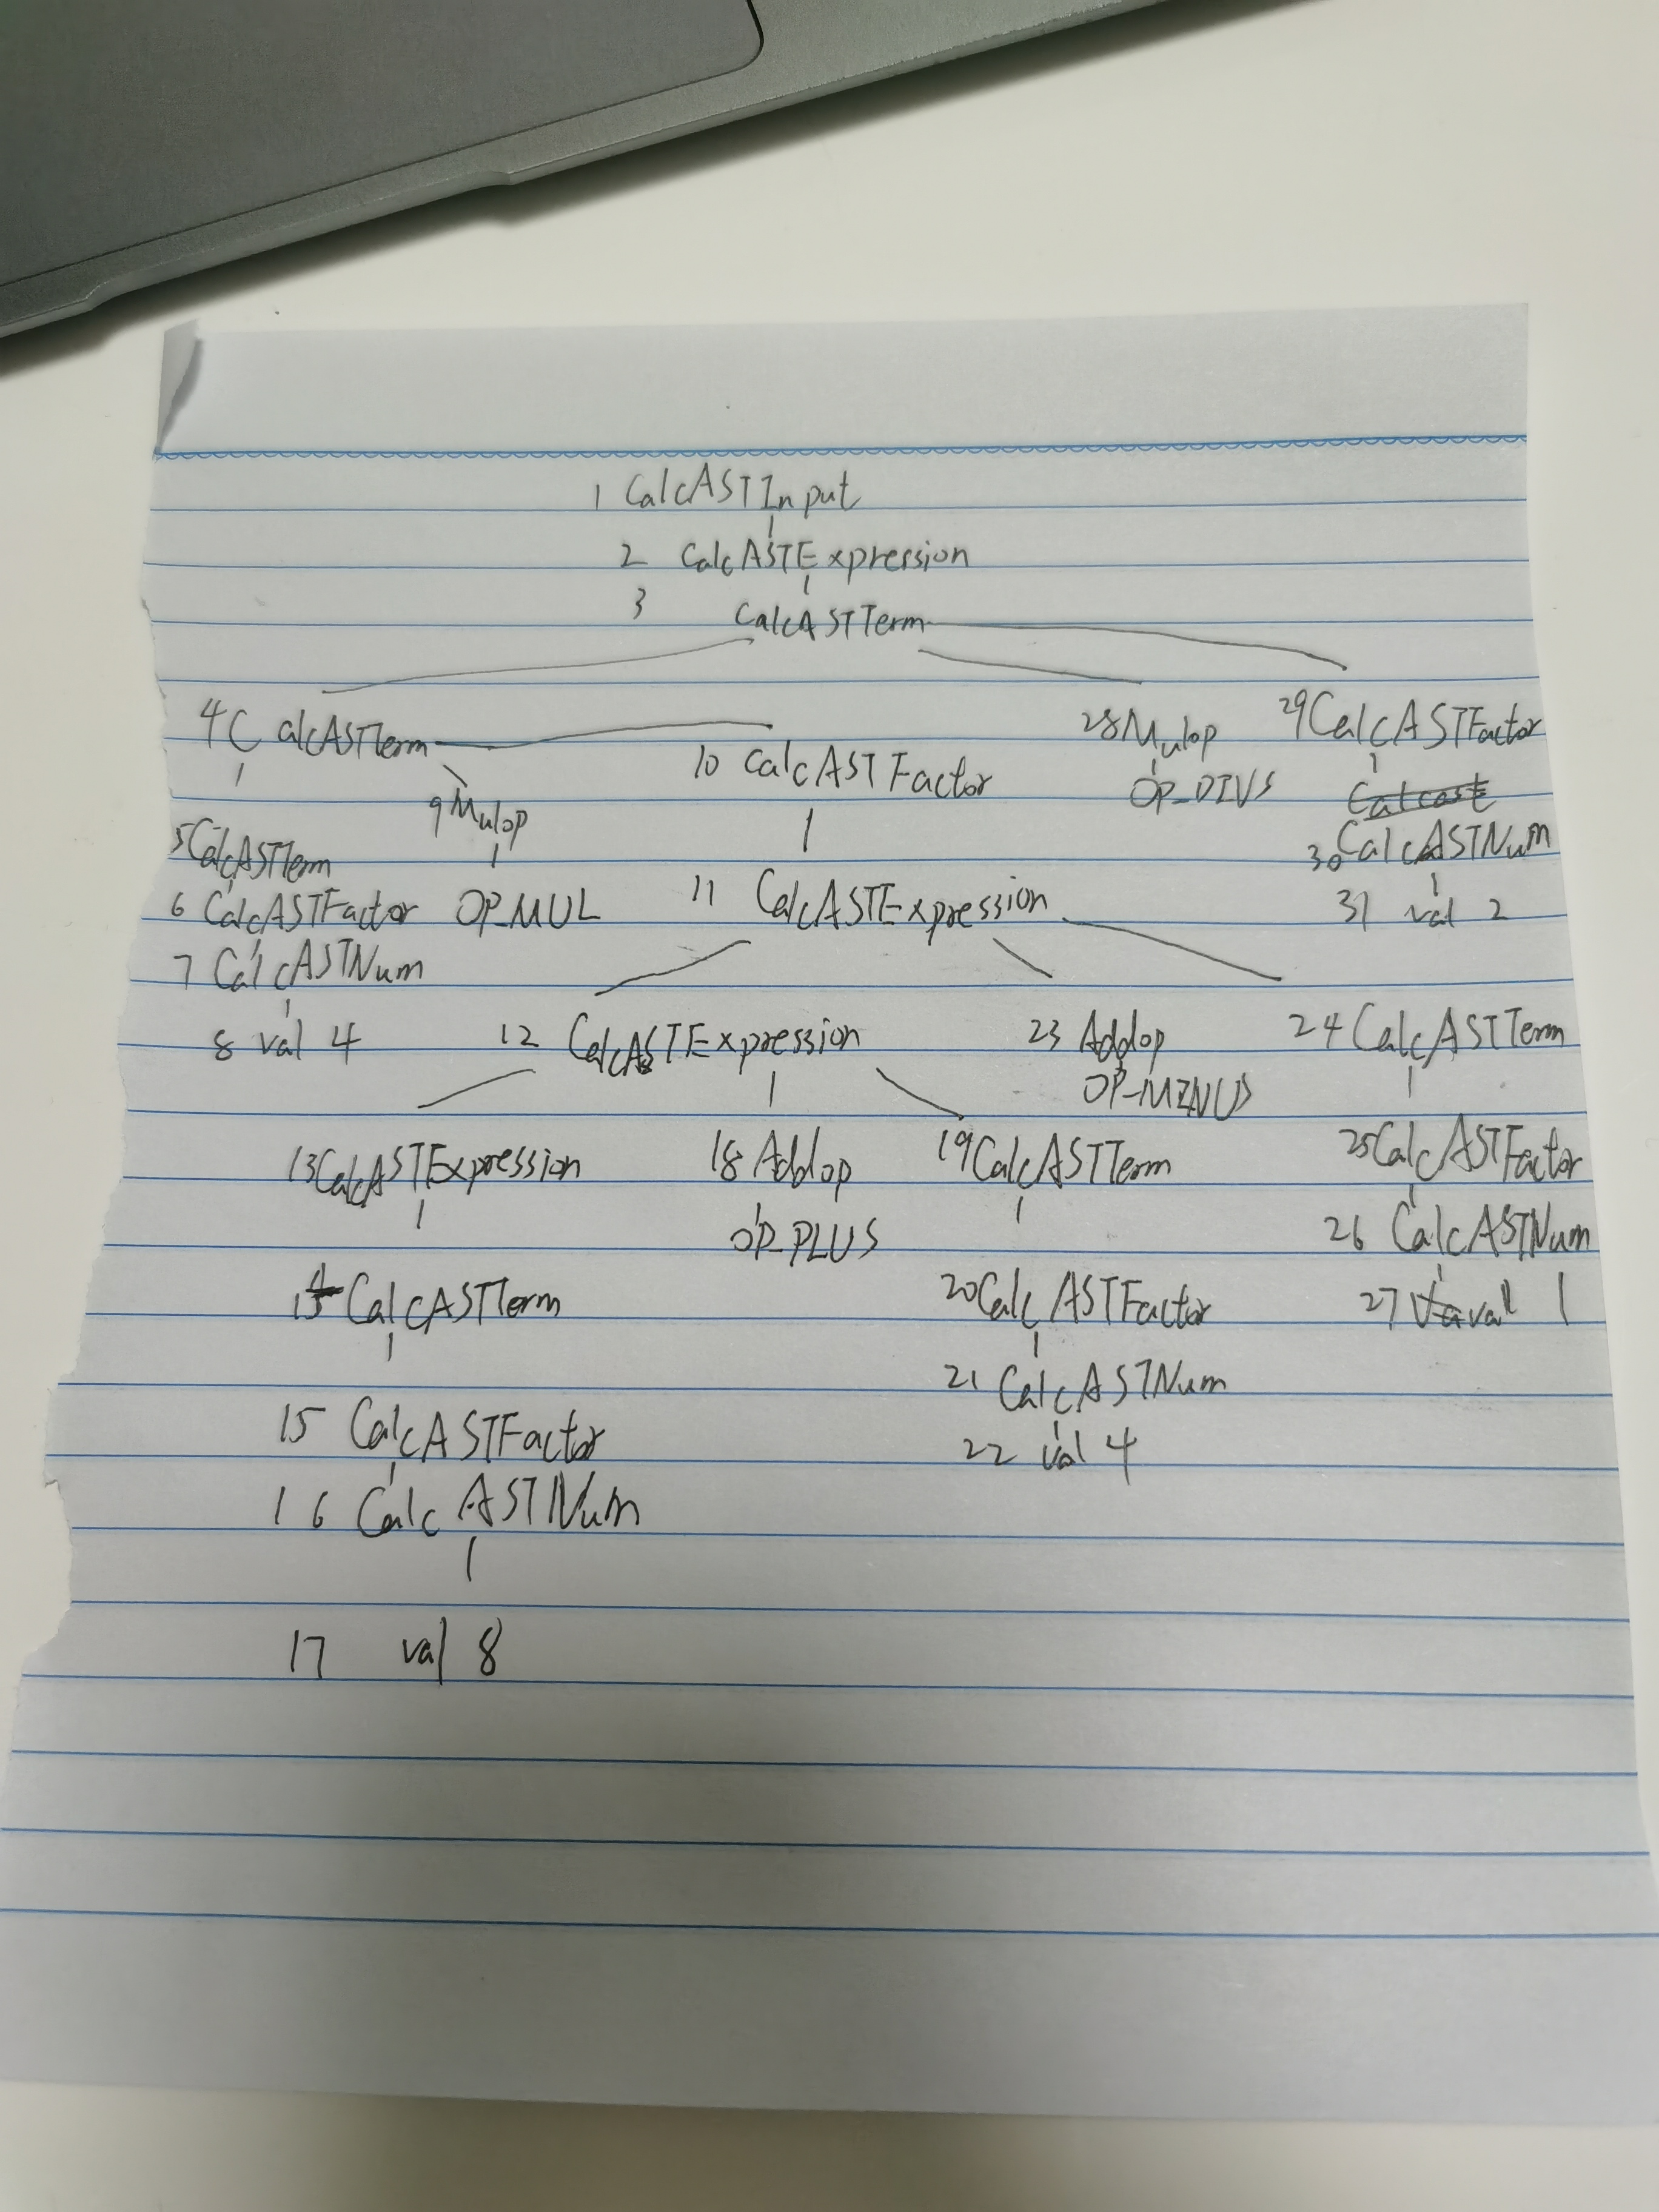 1 CalcASTInput
2 CalcASTExpression
3 CalcASTTerm
4 CalcASTTerm
10 CalcASTFactor
28 Mulop
29 CalcASTFactor
9 Mulop
OP_DIVS
5 CalcASTTerm
30 CalcASTNum
6 CalcASTFactor OP_MUL
11 CalcASTExpression
31 val 2
7 CalcASTNum
8 val 4
12 CalcASTExpression
23 Addop
24 CalcASTTerm
OP_MINUS
13 CalcASTExpression
18 Addop
19 CalcASTTerm
25 CalcASTFactor
OP_PLUS
26 CalcASTNum
CalcASTTerm
20 CalcASTFactor
27 val 1
21 CalcASTNum
15 CalcASTFactor
22 val 4
16 CalcASTNum
17 val 8